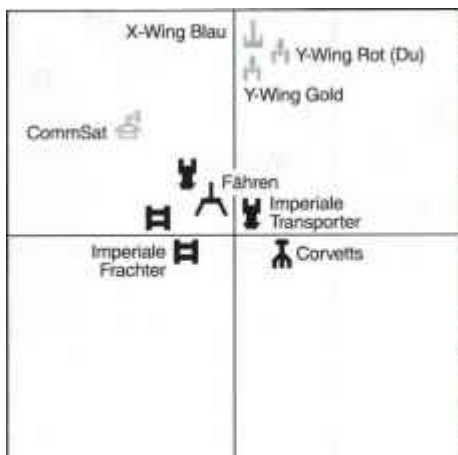 X-Wing Blau
Y-Wing Rot (Du)
Y-Wing Gold
CommSat
Fähren
Imperiale
Transporter
Imperiale
Frachter
Corvetts